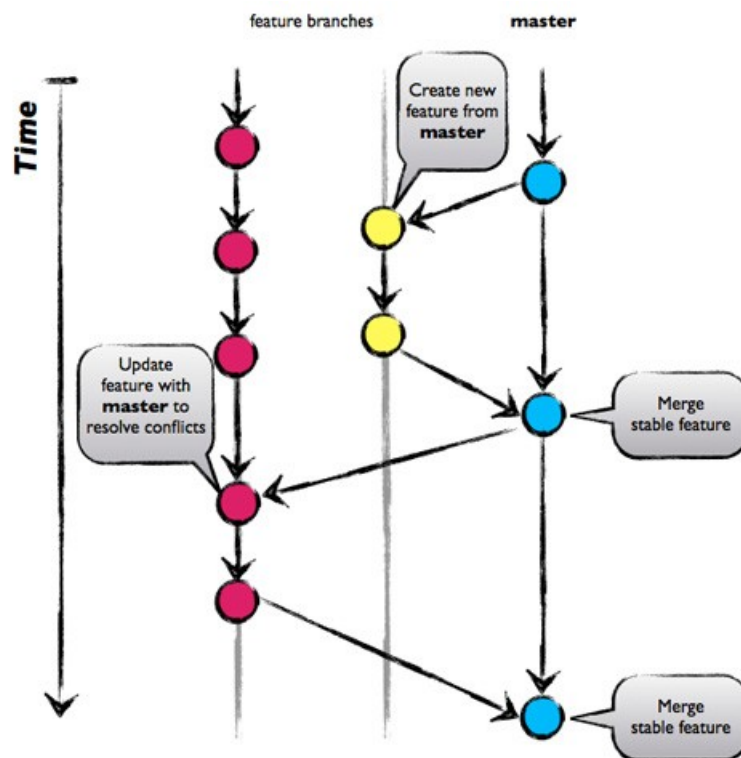 feature branches
master
Time
Create new
feature from
master
Update
feature with
master to
resolve conflicts
Merge
stable feature
Merge
stable feature